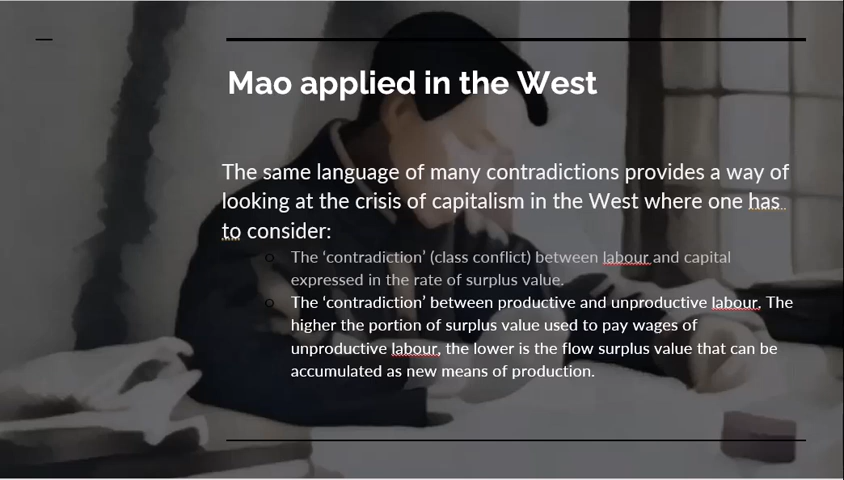 Mao applied in the West
The same language of many contradictions provides a way of
looking at the crisis of capitalism in the West where one has
to consider:
The ‘contradiction’ (class conflict) between labour and capital
expressed in the rate of surplus value.
The ‘contradiction’ between productive and unproductive labour. The
higher the portion of surplus value used to pay wages of
unproductive labour, the lower is the flow surplus value that can be
accumulated as new means of production.